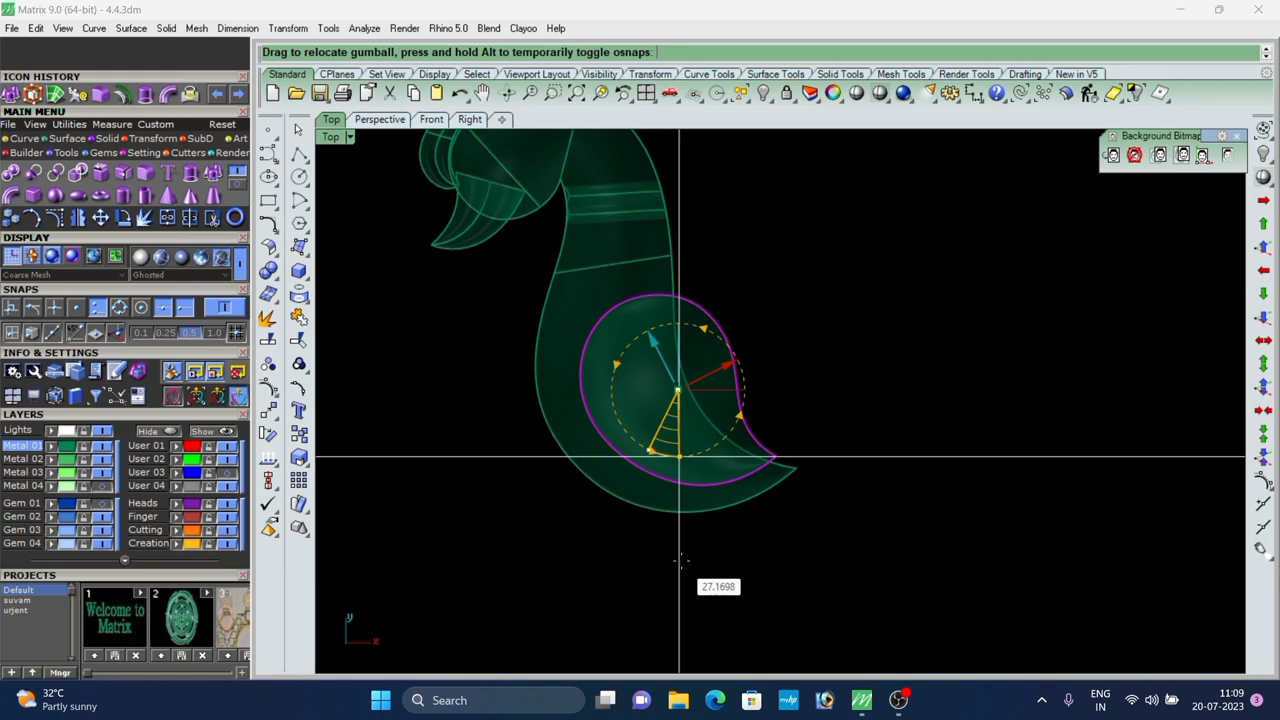 Matrix 9.0 (64-bit) - 4.4.3dm
File Edit View Curve Surface Solid Mesh Dimension Transform Tools Analyze Render Rhino 5.0 Blend Clayoo Help
Drag to relocate gumball, press and hold Alt to temporarily toggle osnaps:
Standard CPlanes Set View Display Select Viewport Layout Visibility Transform Curve Tools Surface Tools Solid Tools Mesh Tools Render Tools Drafting New in V5
ICON HISTORY
MAIN MENU
File View Utilities Measure Custom Reset
Curve Surface Solid Transform SubD Art
Builder Tools Gems Setting Cutters Render
DISPLAY
Coarse Mesh Ghosted
SNAPS
0.1 0.25 0.5 1.0
INFO & SETTINGS
LAYERS
Lights Hide Show
Metal 01 User 01
Metal 02 User 02
Metal 03 User 03
Metal 04 User 04
Gem 01 Heads
Gem 02 Finger
Gem 03 Cutting
Gem 04 Creation
PROJECTS
Default
suvam
urjent
1 2 3
Welcome to Matrix
Mngr
Top Perspective Front Right
Top
Background Bitmap
27.1698
y
x
32°C
Partly sunny
Search
ENG
IN
11:09
20-07-2023
3